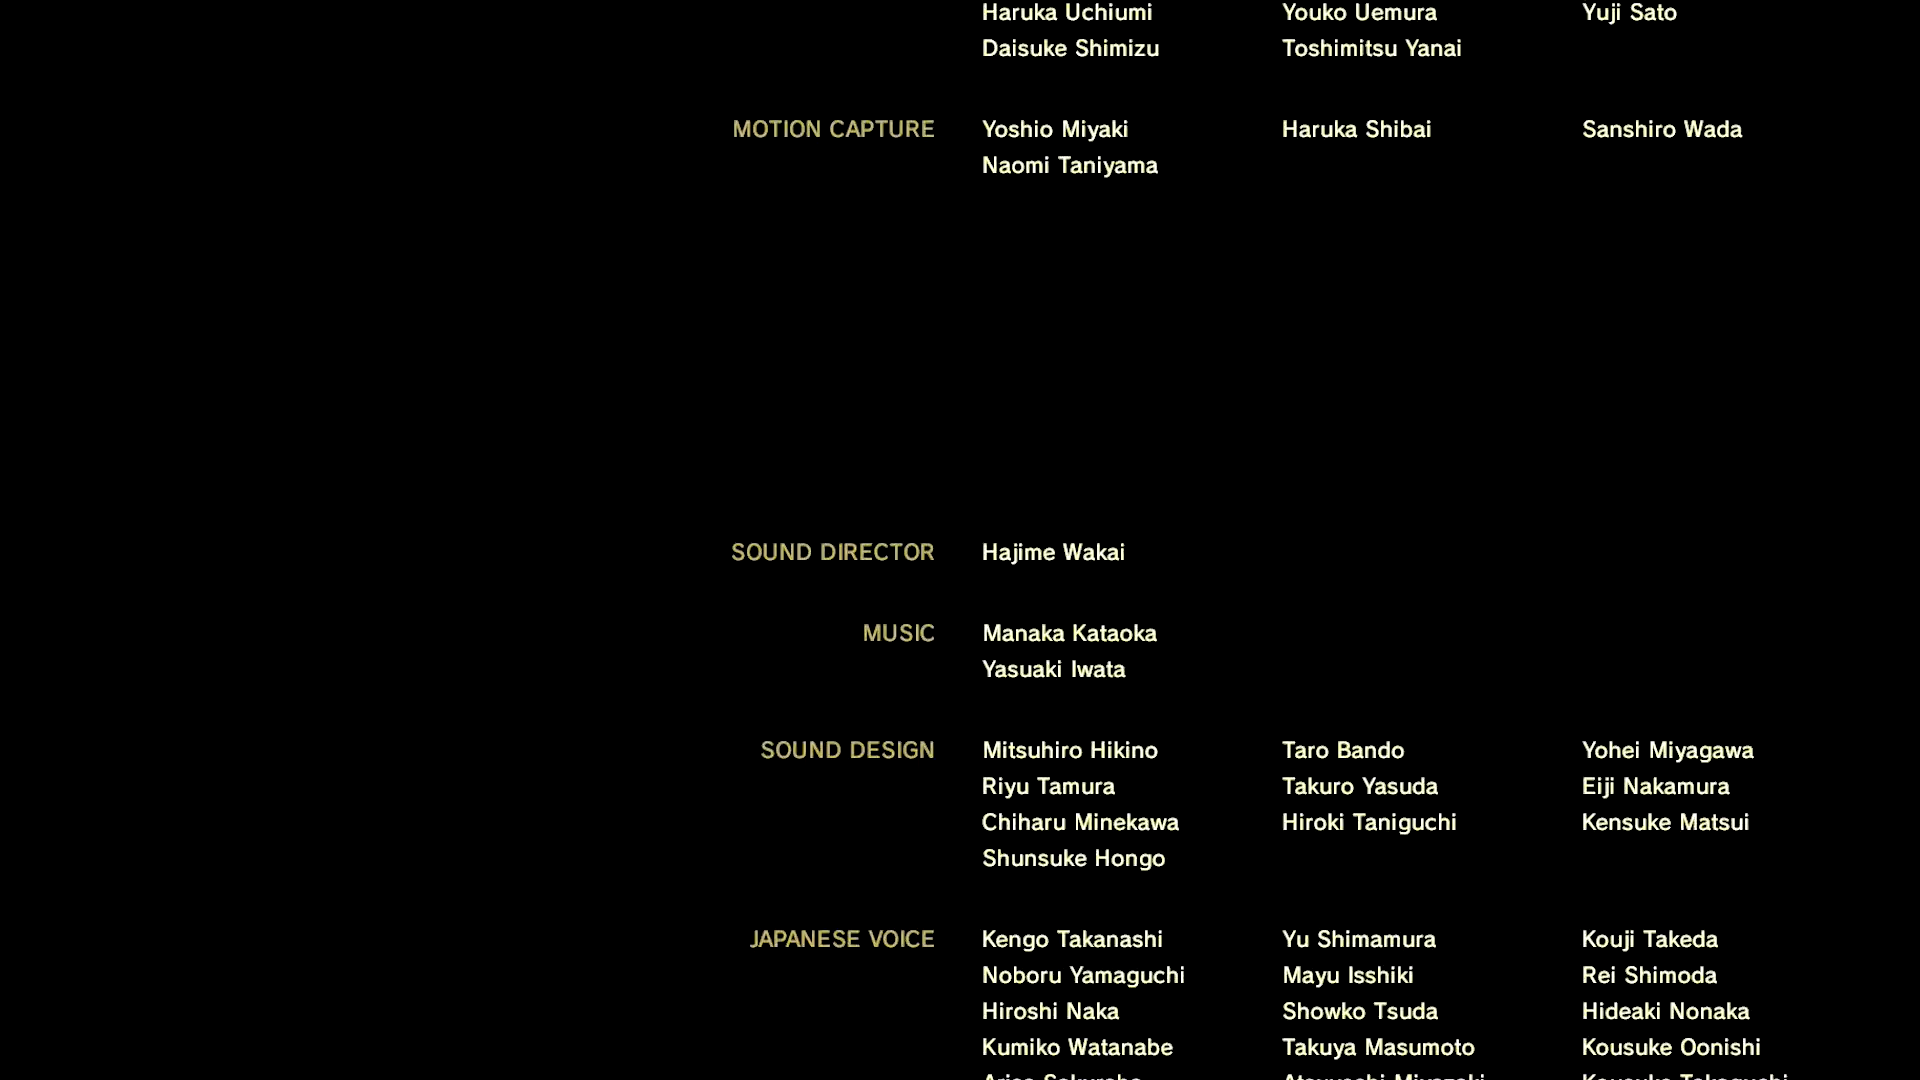 Haruka Uchiumi Youko Uemura Yuji Sato
Daisuke Shimizu Toshimitsu Yanai
MOTION CAPTURE Yoshio Miyaki Haruka Shibai Sanshiro Wada
Naomi Taniyama
SOUND DIRECTOR Hajime Wakai
MUSIC Manaka Kataoka
Yasuaki Iwata
SOUND DESIGN Mitsuhiro Hikino Taro Bando Yohei Miyagawa
Riyu Tamura Takuro Yasuda Eiji Nakamura
Chiharu Minekawa Hiroki Taniguchi Kensuke Matsui
Shunsuke Hongo
JAPANESE VOICE Kengo Takanashi Yu Shimamura Kouji Takeda
Noboru Yamaguchi Mayu Isshiki Rei Shimoda
Hiroshi Naka Showko Tsuda Hideaki Nonaka
Kumiko Watanabe Takuya Masumoto Kousuke Oonishi